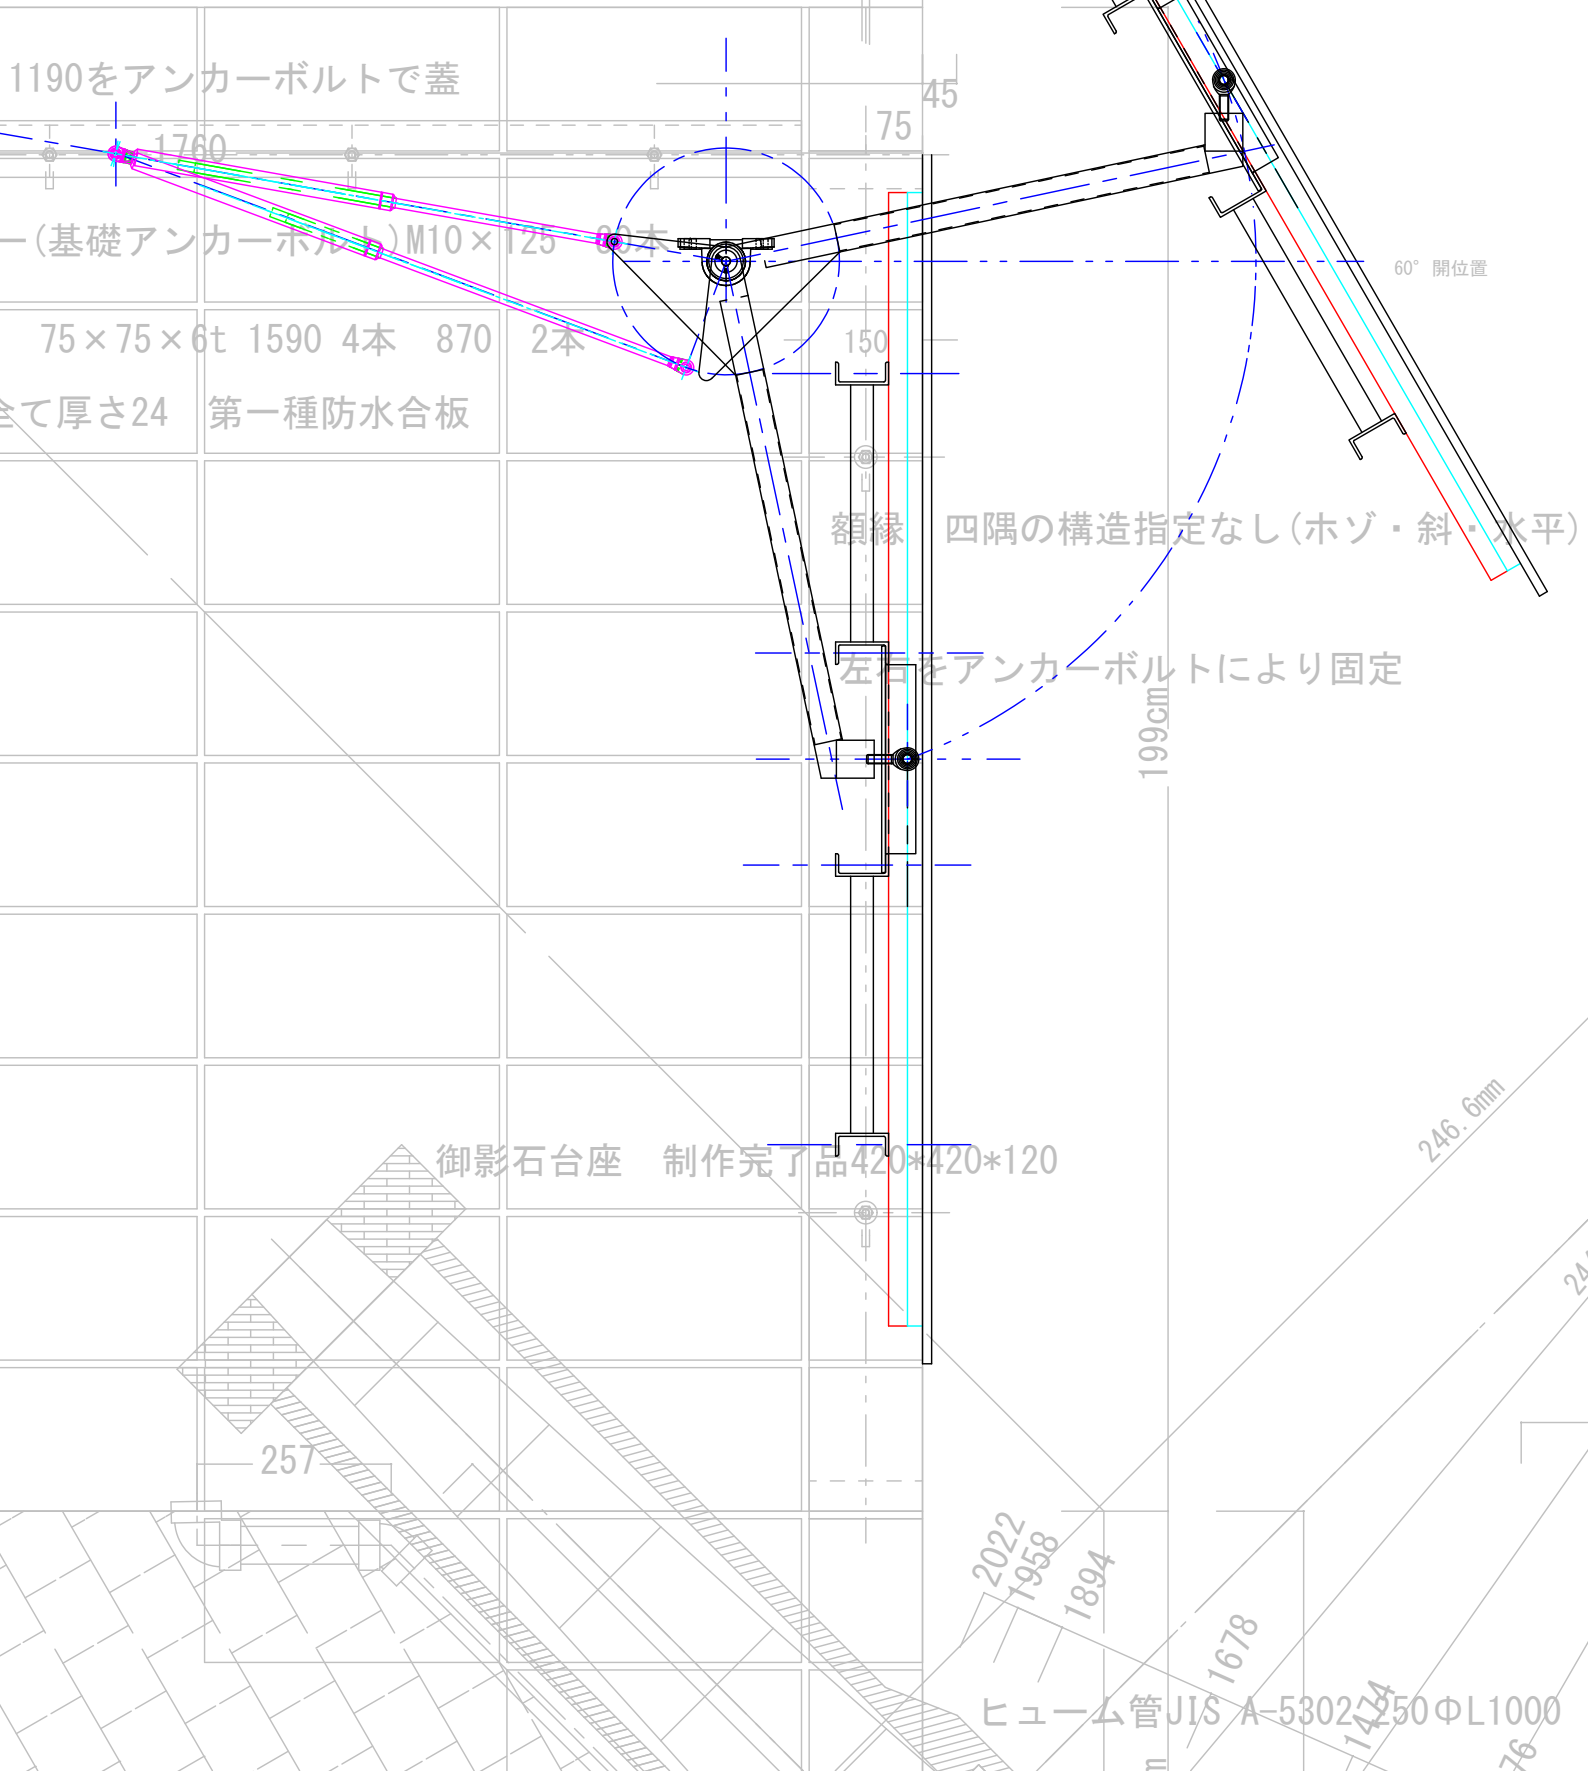 1190をアンカーボルトで蓋
45
75
1760
ー(基礎アンカーボルト)M10×125 80本
60° 開位置
75×75×6t 1590 4本 870 2本
150
全て厚さ24 第一種防水合板
額縁 四隅の構造指定なし(ホゾ・斜・水平)
左右をアンカーボルトにより固定
199cm
246.6mm
御影石台座 制作完了品420*420*120
257
2022
1958
1894
1678
ヒューム管JIS A-5302 250ΦL1000
1414
76